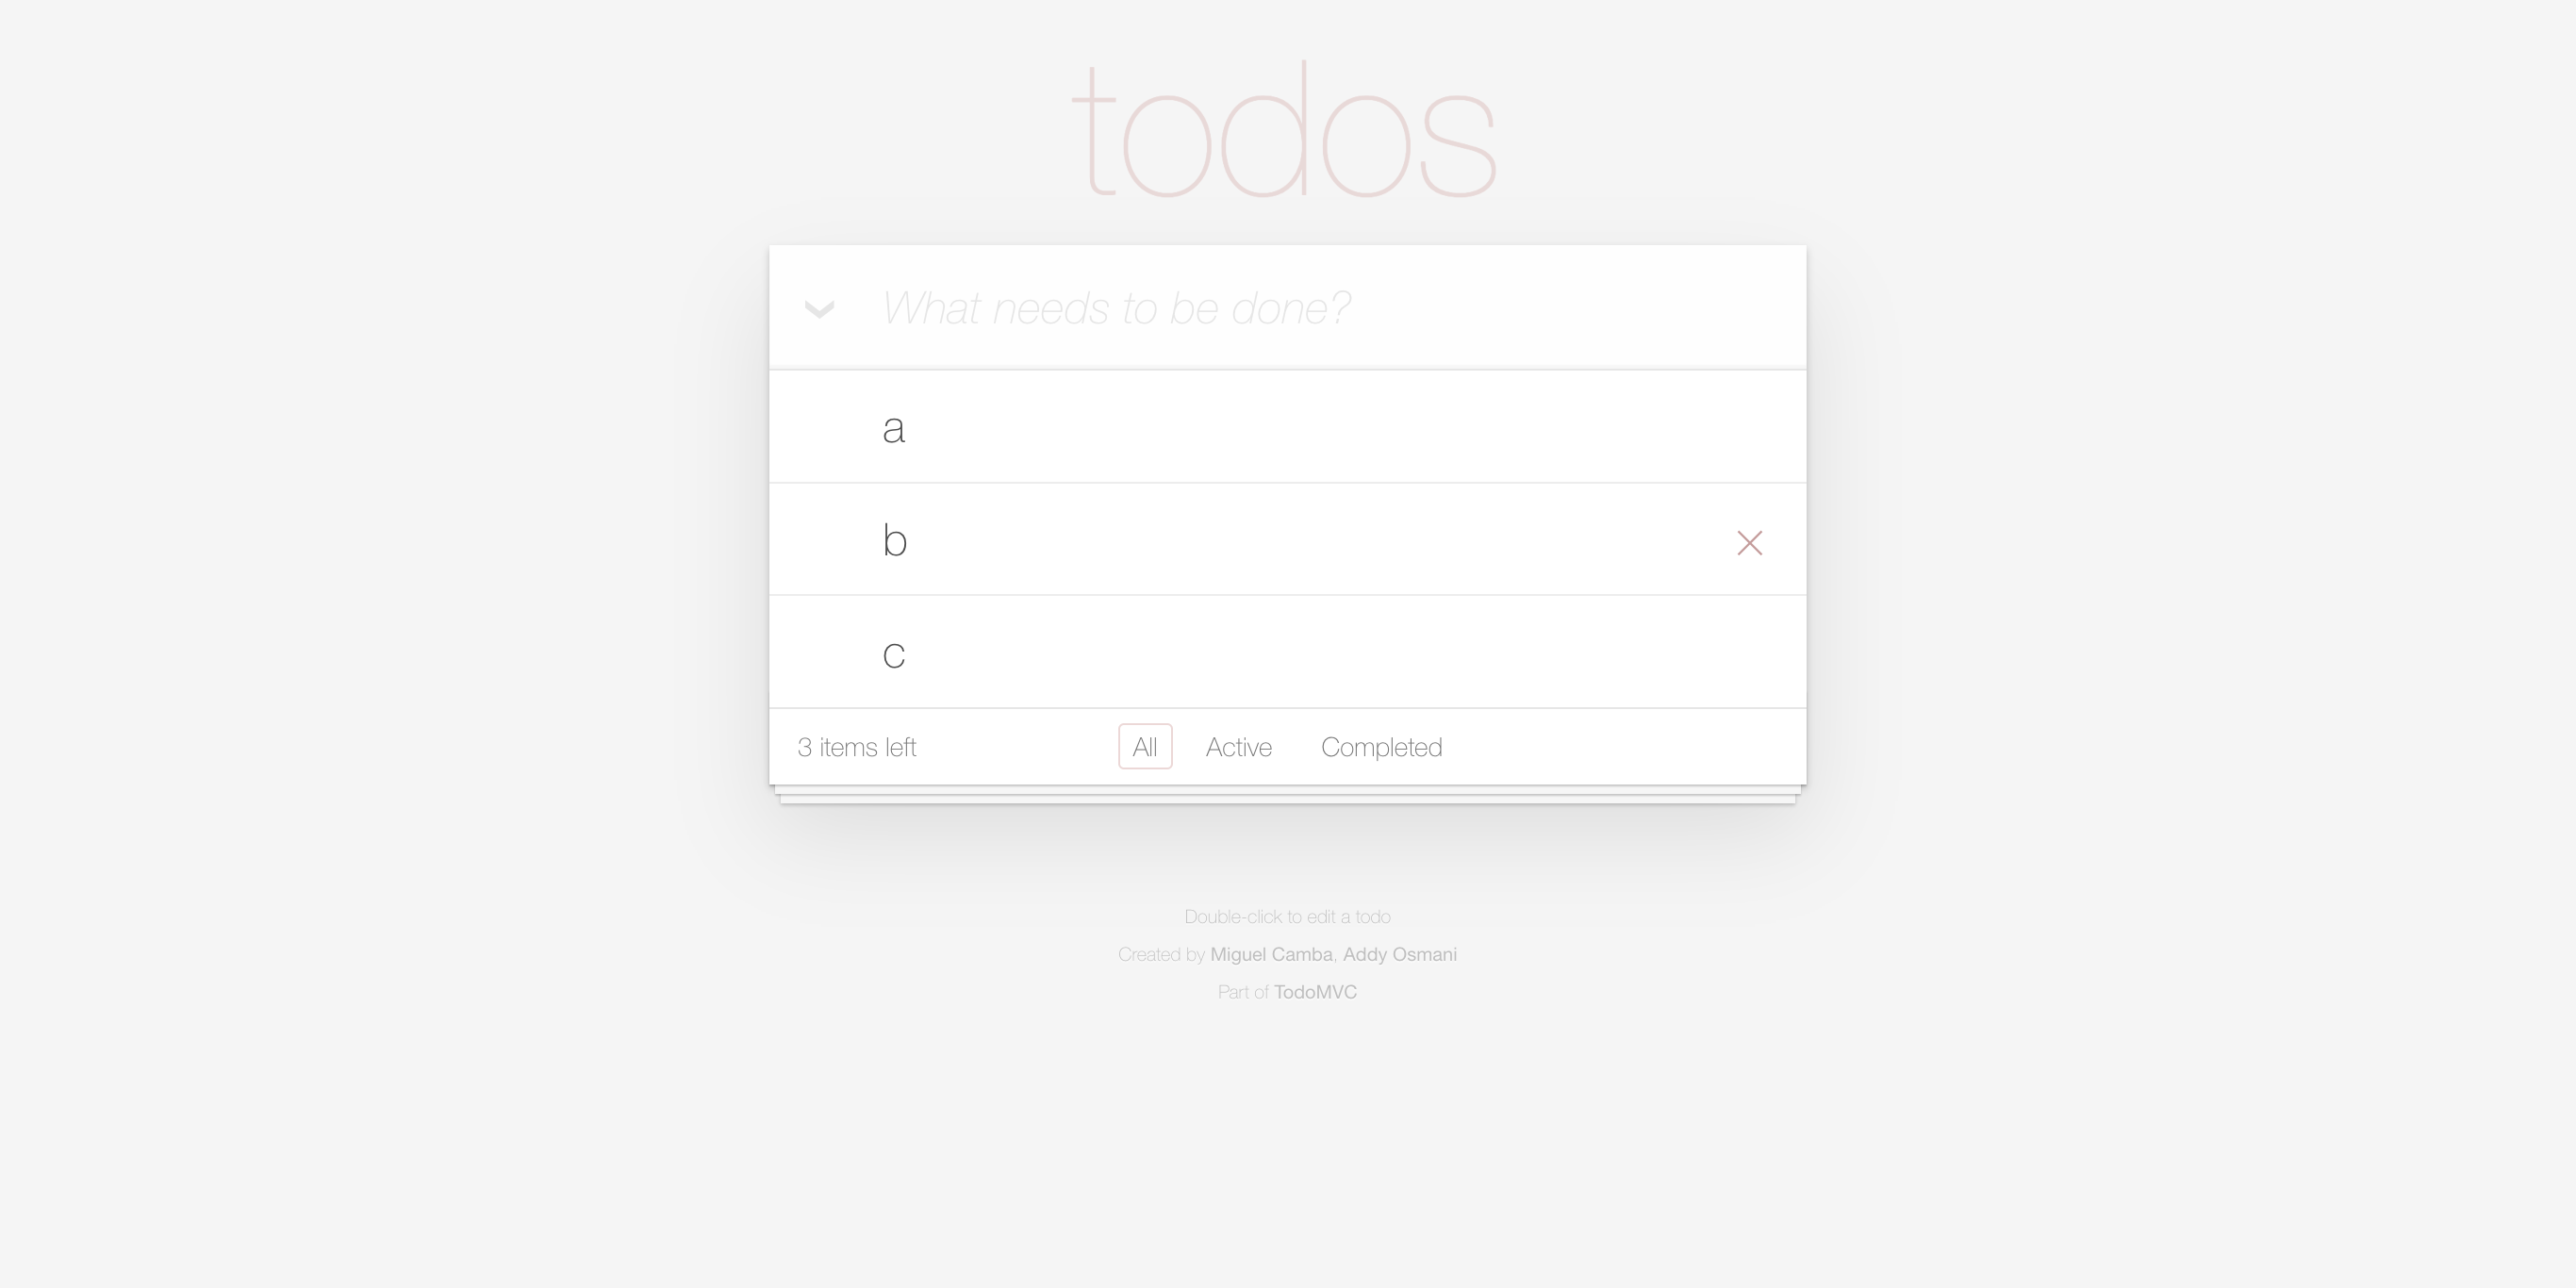 todos
What needs to be done?
a
b
c
3 items left All Active Completed
Double-click to edit a todo
Created by Miguel Camba, Addy Osmani
Part of TodoMVC